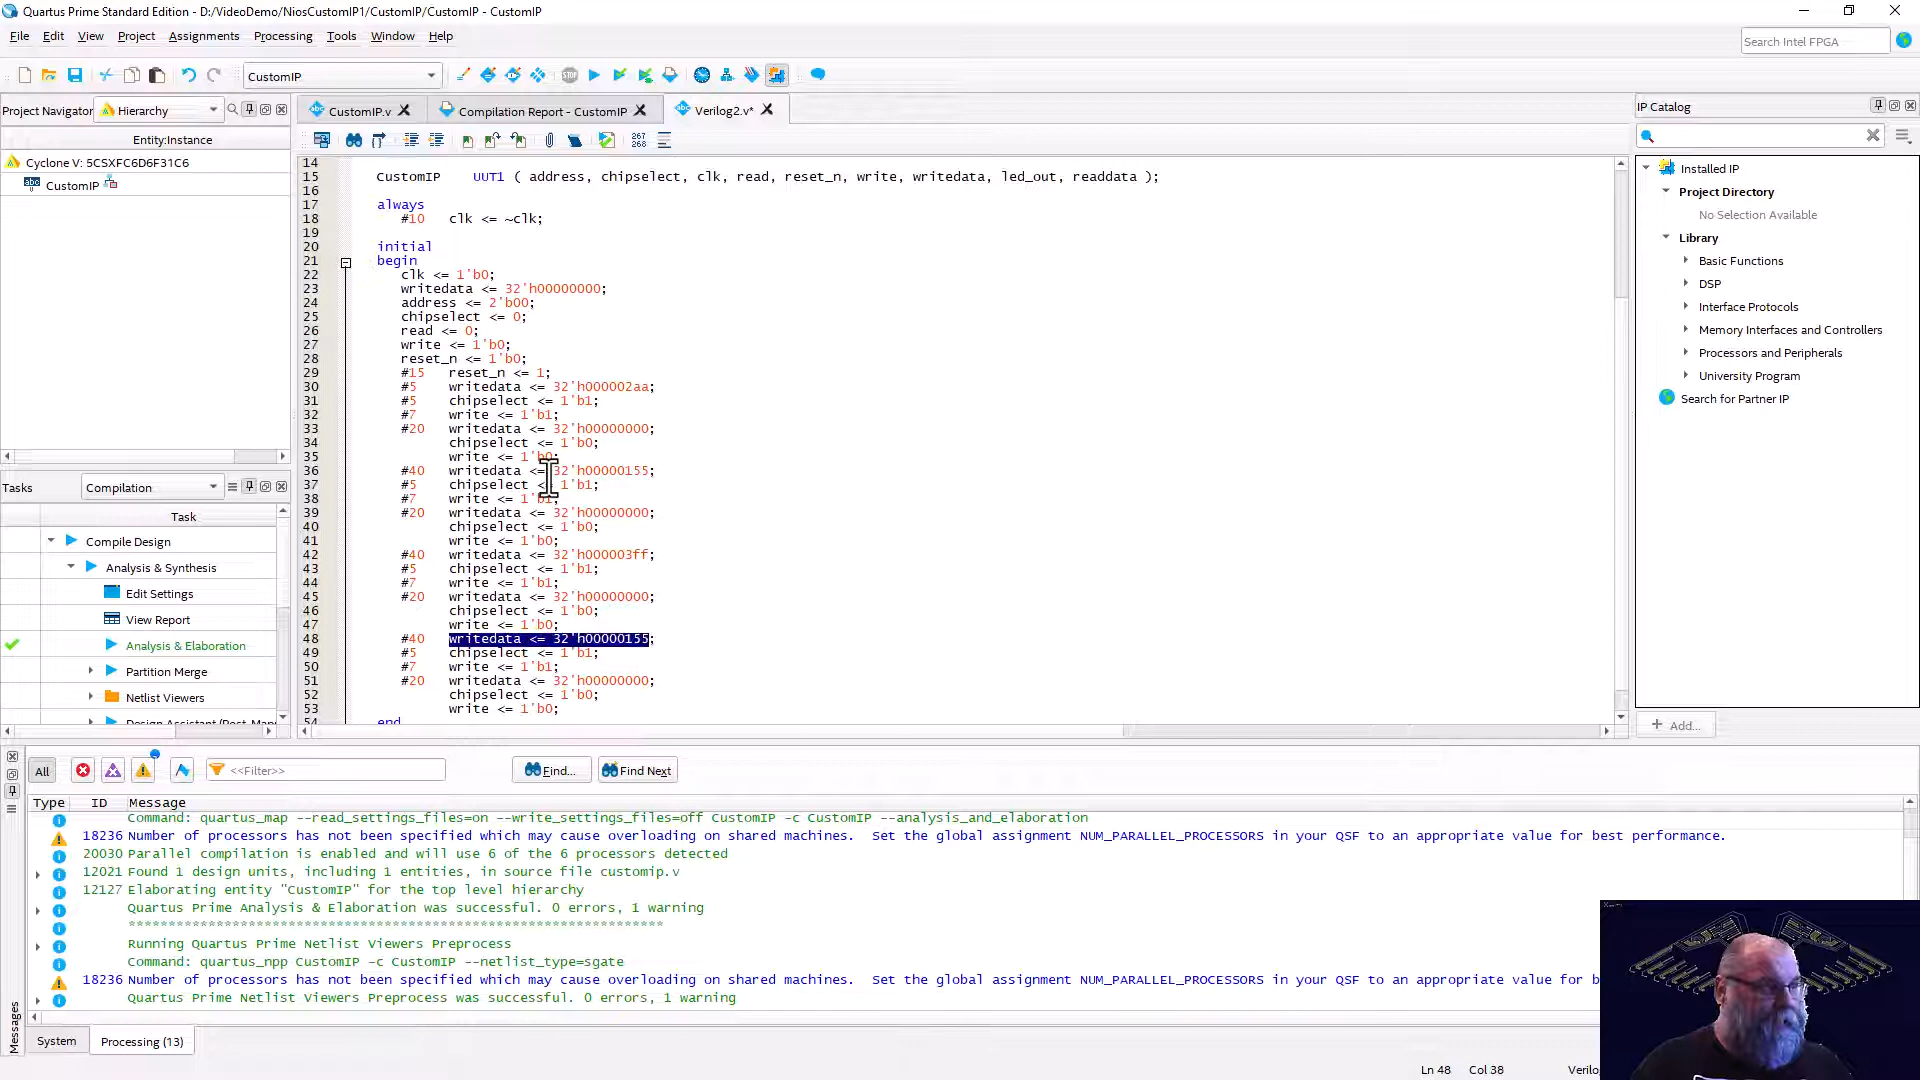 Quartus Prime Standard Edition - D:/VideoDemo/NiosCustomIP1/CustomIP/CustomIP - CustomIP
File Edit View Project Assignments Processing Tools Window Help
Search Intel FPGA
CustomIP
Project Navigator Hierarchy
CustomIP.v
Compilation Report - CustomIP
Verilog2.v*
IP Catalog
Entity:Instance
Cyclone V: 5CSXFC6D6F31C6
CustomIP
267
268
14
15 CustomIP UUT1 ( address, chipselect, clk, read, reset_n, write, writedata, led_out, readdata );
16
17 always
18 #10 clk <= ~clk;
19
20 initial
21 begin
22 clk <= 1'b0;
23 writedata <= 32'h00000000;
24 address <= 2'b00;
25 chipselect <= 0;
26 read <= 0;
27 write <= 1'b0;
28 reset_n <= 1'b0;
29 #15 reset_n <= 1;
30 #5 writedata <= 32'h000002aa;
31 #5 chipselect <= 1'b1;
32 #7 write <= 1'b1;
33 #20 writedata <= 32'h00000000;
34 chipselect <= 1'b0;
35 write <= 1'b0;
36 #40 writedata <= 32'h00000155;
37 #5 chipselect <= 1'b1;
38 #7 write <= 1'b1;
39 #20 writedata <= 32'h00000000;
40 chipselect <= 1'b0;
41 write <= 1'b0;
42 #40 writedata <= 32'h000003ff;
43 #5 chipselect <= 1'b1;
44 #7 write <= 1'b1;
45 #20 writedata <= 32'h00000000;
46 chipselect <= 1'b0;
47 write <= 1'b0;
48 #40 writedata <= 32'h00000155;
49 #5 chipselect <= 1'b1;
50 #7 write <= 1'b1;
51 #20 writedata <= 32'h00000000;
52 chipselect <= 1'b0;
53 write <= 1'b0;
54 end
Installed IP
Project Directory
No Selection Available
Library
Basic Functions
DSP
Interface Protocols
Memory Interfaces and Controllers
Processors and Peripherals
University Program
Search for Partner IP
+ Add...
Tasks Compilation
Task
Compile Design
Analysis & Synthesis
Edit Settings
View Report
Analysis & Elaboration
Partition Merge
Netlist Viewers
Design Assistant (Post-Map
All <<Filter>> Find... Find Next
Type ID Message
Command: quartus_map --read_settings_files=on --write_settings_files=off CustomIP -c CustomIP --analysis_and_elaboration
18236 Number of processors has not been specified which may cause overloading on shared machines. Set the global assignment NUM_PARALLEL_PROCESSORS in your QSF to an appropriate value for best performance.
20030 Parallel compilation is enabled and will use 6 of the 6 processors detected
12021 Found 1 design units, including 1 entities, in source file customip.v
12127 Elaborating entity "CustomIP" for the top level hierarchy
Quartus Prime Analysis & Elaboration was successful. 0 errors, 1 warning
*******************************************************************
Running Quartus Prime Netlist Viewers Preprocess
Command: quartus_npp CustomIP -c CustomIP --netlist_type=sgate
18236 Number of processors has not been specified which may cause overloading on shared machines. Set the global assignment NUM_PARALLEL_PROCESSORS in your QSF to an appropriate value for b
Quartus Prime Netlist Viewers Preprocess was successful. 0 errors, 1 warning
Messages
System Processing (13)
Ln 48 Col 38 Verilo